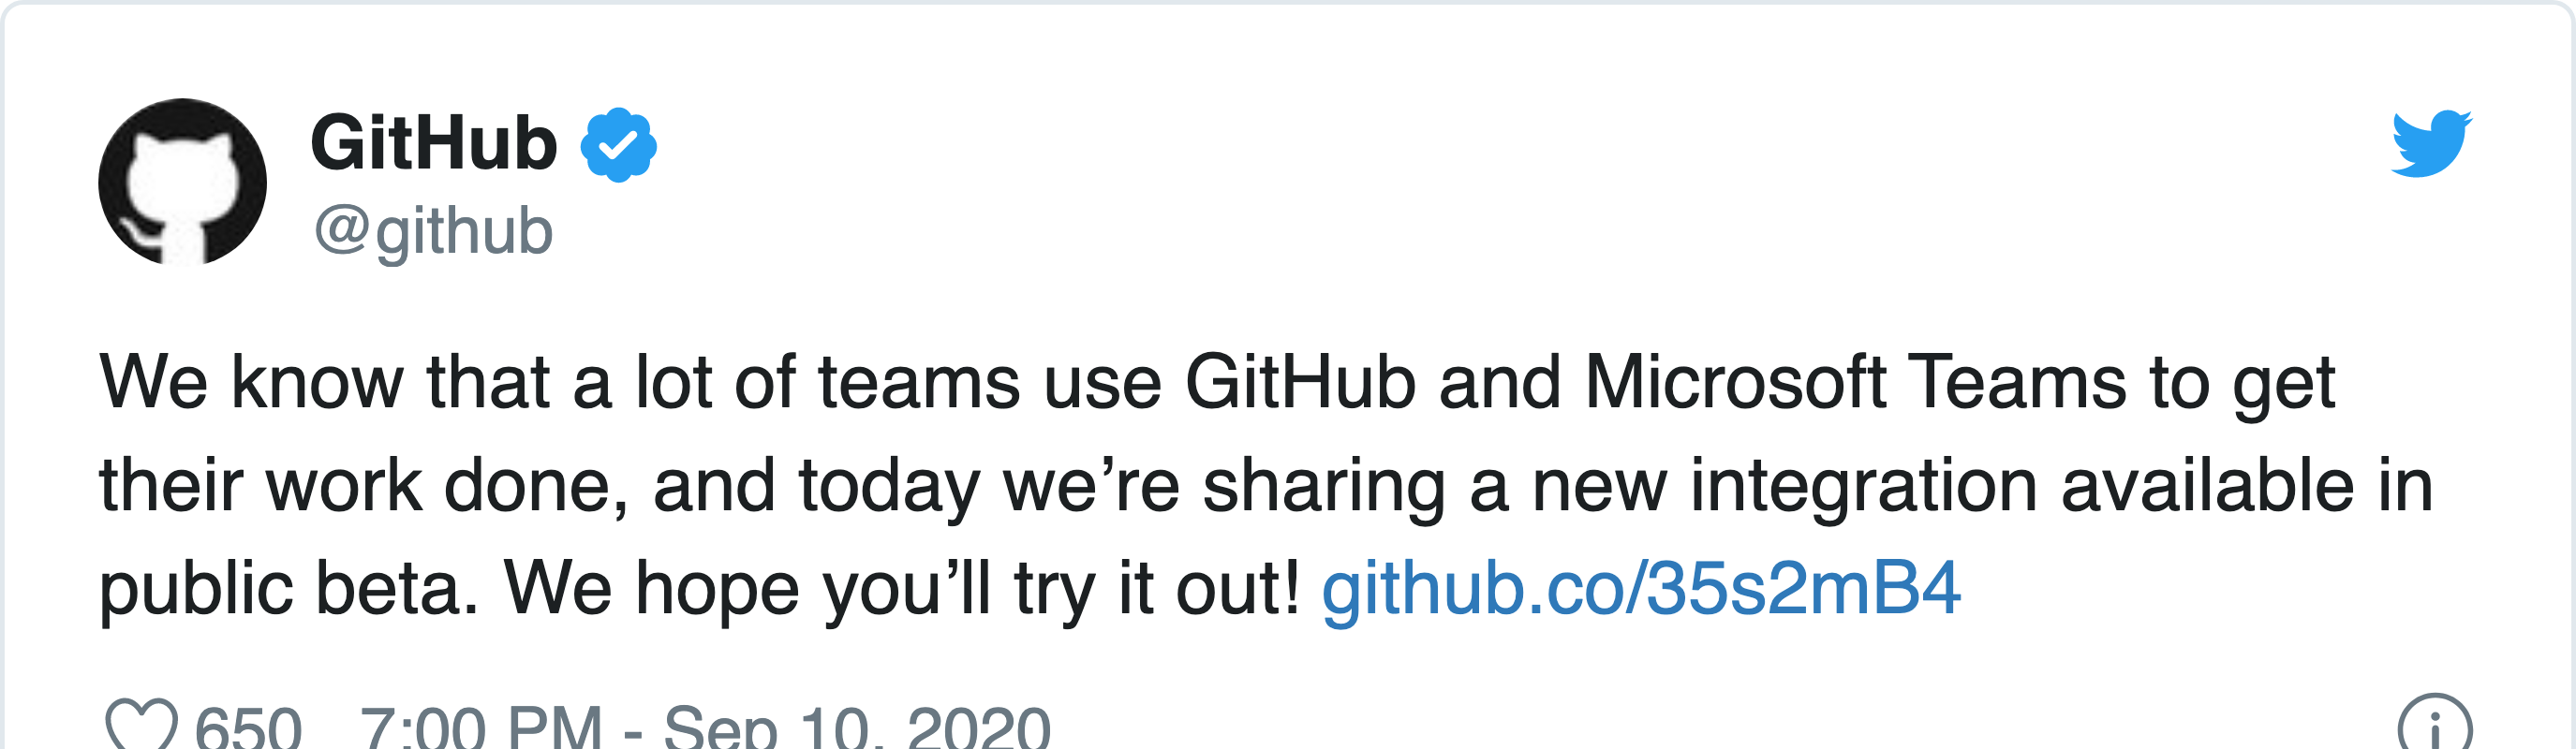 GitHub
@github
We know that a lot of teams use GitHub and Microsoft Teams to get
their work done, and today we’re sharing a new integration available in
public beta. We hope you’ll try it out! github.co/35s2mB4
650 7:00 PM - Sep 10, 2020